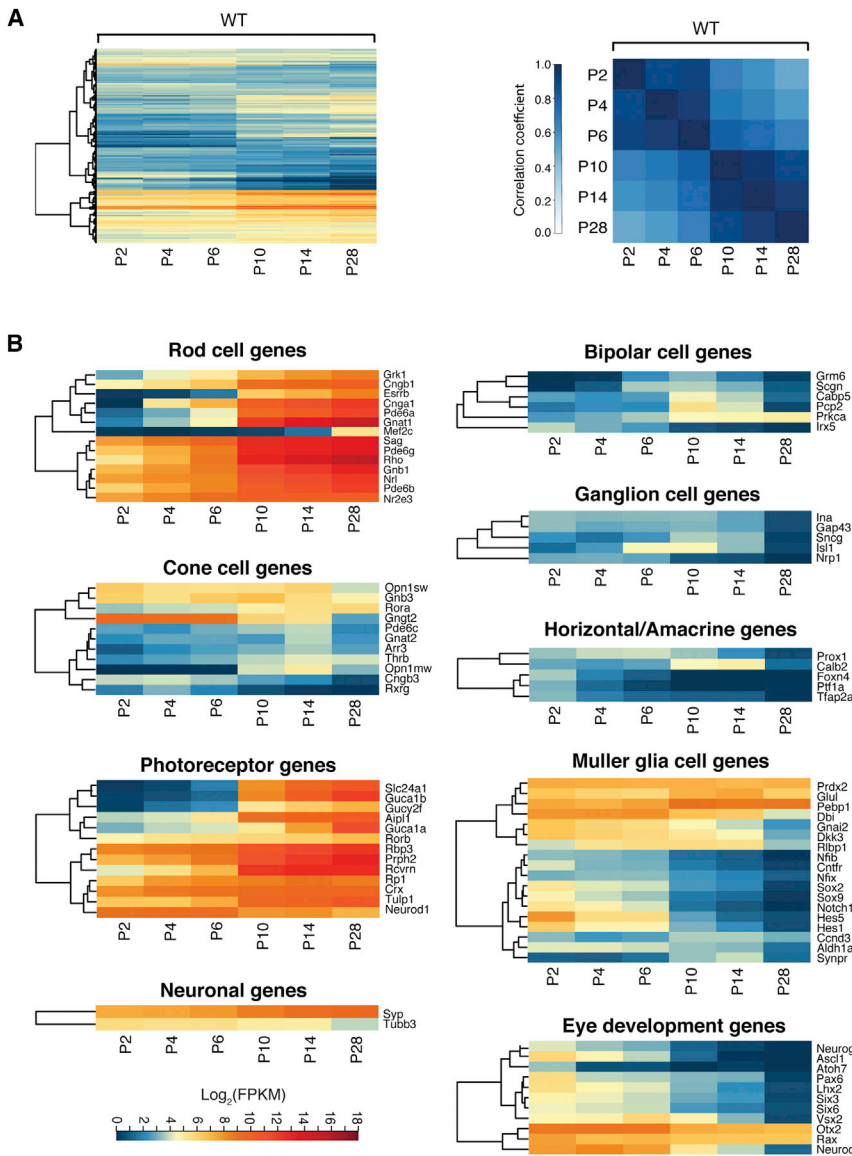 A
WT
P2 P4 P6 P10 P14 P28
WT
Correlation coefficient
1.0
0.8
0.6
0.4
0.2
0.0
P2
P4
P6
P10
P14
P28
P2 P4 P6 P10 P14 P28
B
Rod cell genes
Grk1
Cngb1
Esrrb
Cnga1
Pde6a
Gnat1
Mef2c
Sag
Pde6g
Rho
Gnb1
Nrl
Pde6b
Nr2e3
P2 P4 P6 P10 P14 P28
Cone cell genes
Opn1sw
Gnb3
Rora
Gngt2
Pde6c
Gnat2
Arr3
Thrb
Opn1mw
Cngb3
Rxrg
P2 P4 P6 P10 P14 P28
Photoreceptor genes
Slc24a1
Guca1b
Gucy2f
Aipl1
Guca1a
Rorb
Rbp3
Prph2
Rcvrn
Rp1
Crx
Tulp1
Neurod1
P2 P4 P6 P10 P14 P28
Neuronal genes
Syp
Tubb3
P2 P4 P6 P10 P14 P28
Log2(FPKM)
0 2 4 6 8 10 12 14 16 18
Bipolar cell genes
Grm6
Scgn
Cabp5
Pcp2
Prkca
Irx5
P2 P4 P6 P10 P14 P28
Ganglion cell genes
Ina
Gap43
Sncg
Isl1
Nrp1
P2 P4 P6 P10 P14 P28
Horizontal/Amacrine genes
Prox1
Calb2
Foxn4
Ptf1a
Tfap2a
P2 P4 P6 P10 P14 P28
Muller glia cell genes
Prdx2
Glul
Pebp1
Dbi
Gnai2
Dkk3
Rlbp1
Nfib
Cntfr
Nfix
Sox2
Sox9
Notch1
Hes5
Hes1
Ccnd3
Aldh1a
Synpr
P2 P4 P6 P10 P14 P28
Eye development genes
Neurog
Ascl1
Atoh7
Pax6
Lhx2
Six3
Six6
Vsx2
Otx2
Rax
Neuroc
P2 P4 P6 P10 P14 P28